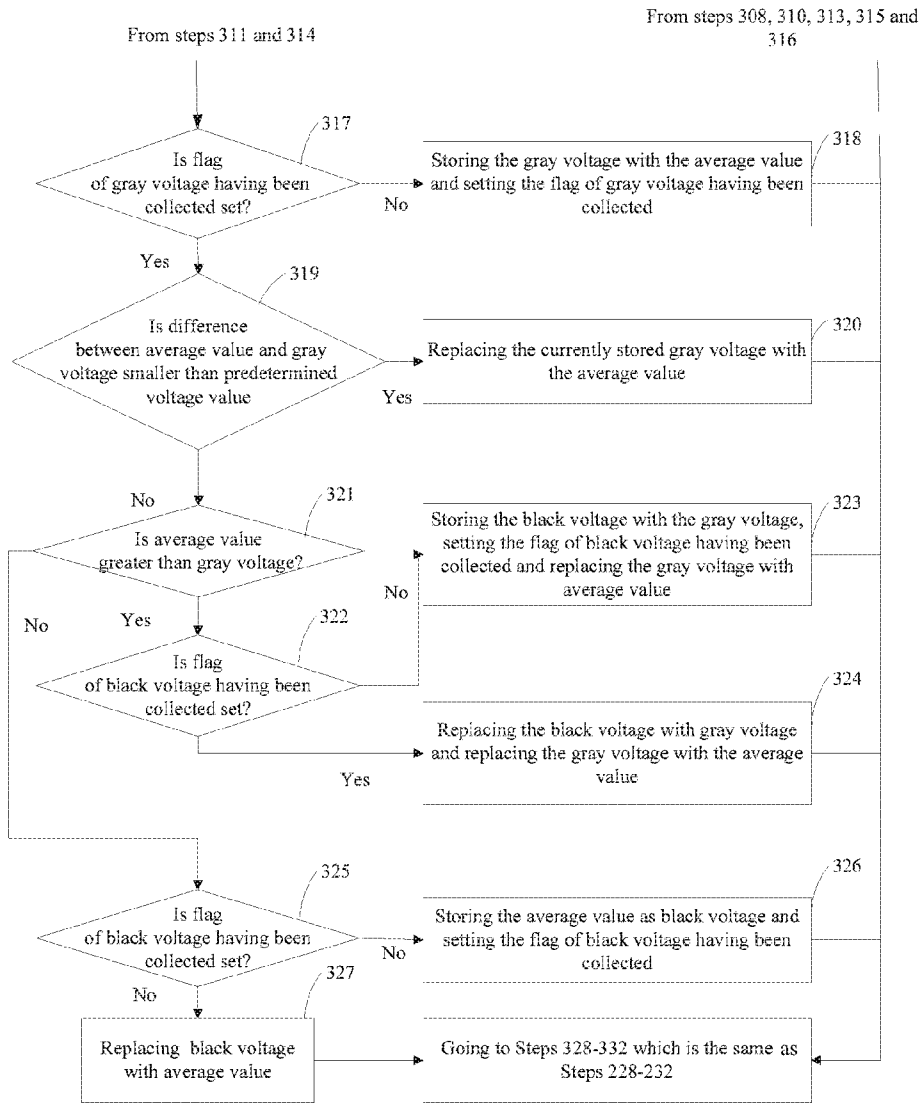 From steps 308, 310, 313, 315 and
316
From steps 311 and 314
317
Is flag
of gray voltage having been
collected set?
No
318
Storing the gray voltage with the average value
and setting the flag of gray voltage having been
collected
Yes
319
Is difference
between average value and gray
voltage smaller than predetermined
voltage value
Yes
320
Replacing the currently stored gray voltage with
the average value
No
321
Is average value
greater than gray voltage?
No
Yes
322
Is flag
of black voltage having been
collected set?
No
323
Storing the black voltage with the gray voltage,
setting the flag of black voltage having been
collected and replacing the gray voltage with
average value
Yes
324
Replacing the black voltage with gray voltage
and replacing the gray voltage with the average
value
325
Is flag
of black voltage having been
collected set?
No
326
Storing the average value as black voltage and
setting the flag of black voltage having been
collected
No
327
Replacing black voltage
with average value
Going to Steps 328-332 which is the same as
Steps 228-232